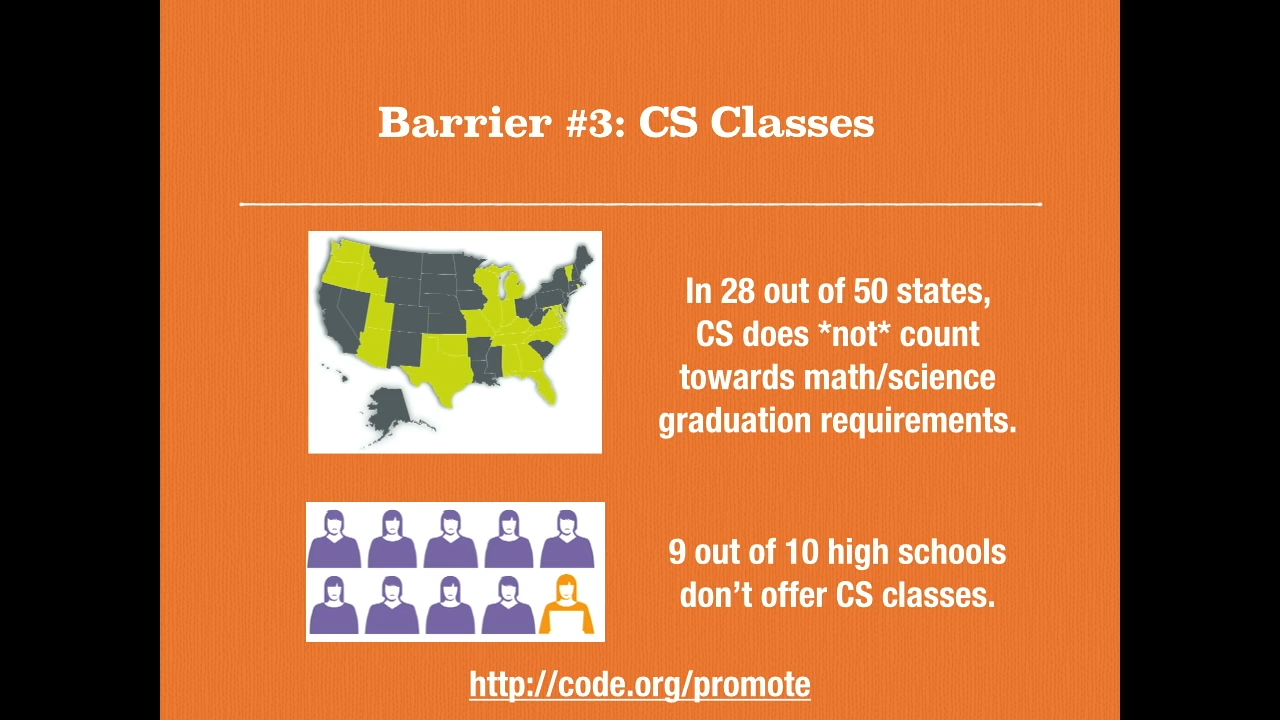 Barrier #3: CS Classes
In 28 out of 50 states,
CS does *not* count
towards math/science
graduation requirements.
9 out of 10 high schools
don’t offer CS classes.
http://code.org/promote